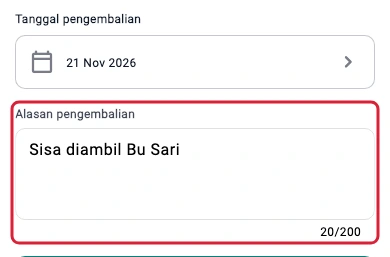 Tanggal pengembalian
21 Nov 2026
Alasan pengembalian
Sisa diambil Bu Sari
20/200